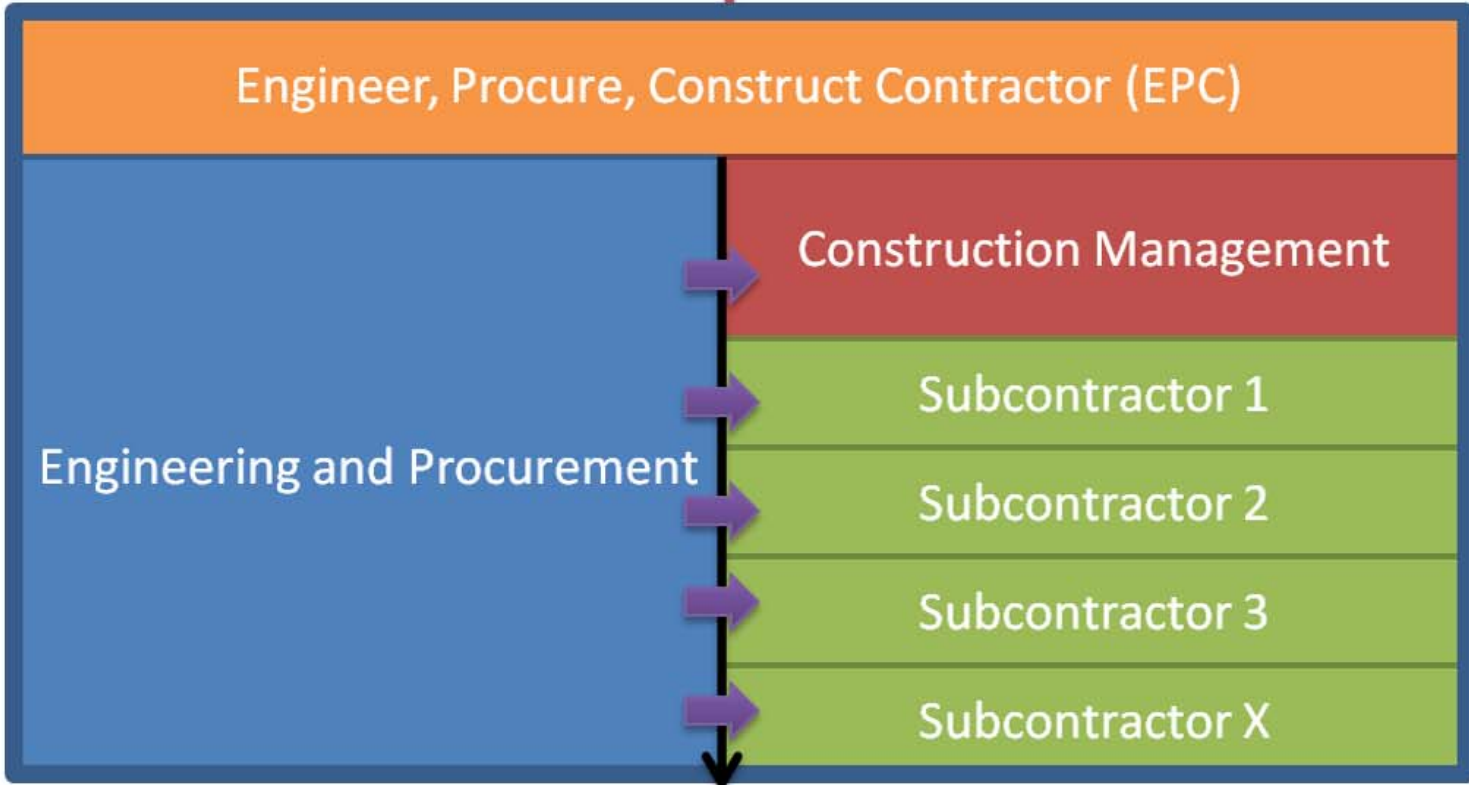 Engineer, Procure, Construct Contractor (EPC)
Construction Management
Engineering and Procurement
Subcontractor 1
Subcontractor 2
Subcontractor 3
Subcontractor X